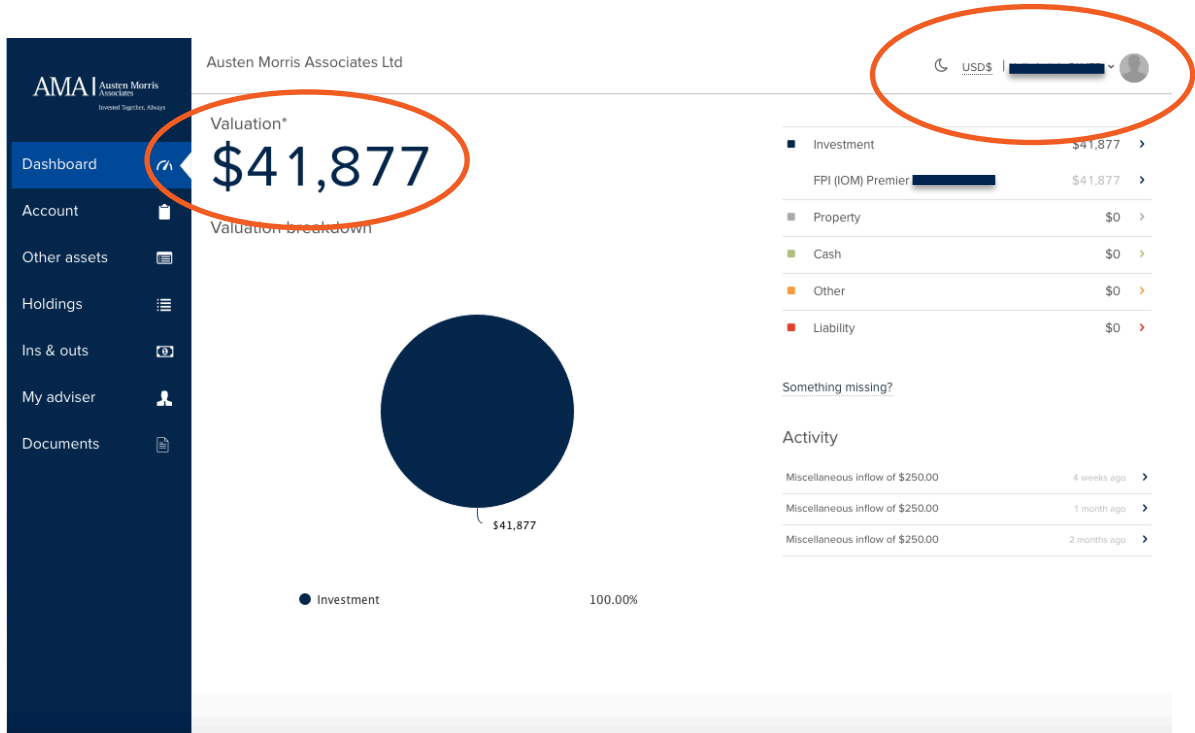 AMA Austen Morris
Associates
Invested Together, Always
Dashboard
Account
Other assets
Holdings
Ins & outs
My adviser
Documents
Austen Morris Associates Ltd
USD$
Valuation*
$41,877
Valuation breakdown
$41,877
Investment 100.00%
Investment $41,877
FPI (IOM) Premier $41,877
Property $0
Cash $0
Other $0
Liability $0
Something missing?
Activity
Miscellaneous inflow of $250.00 4 weeks ago
Miscellaneous inflow of $250.00 1 month ago
Miscellaneous inflow of $250.00 2 months ago